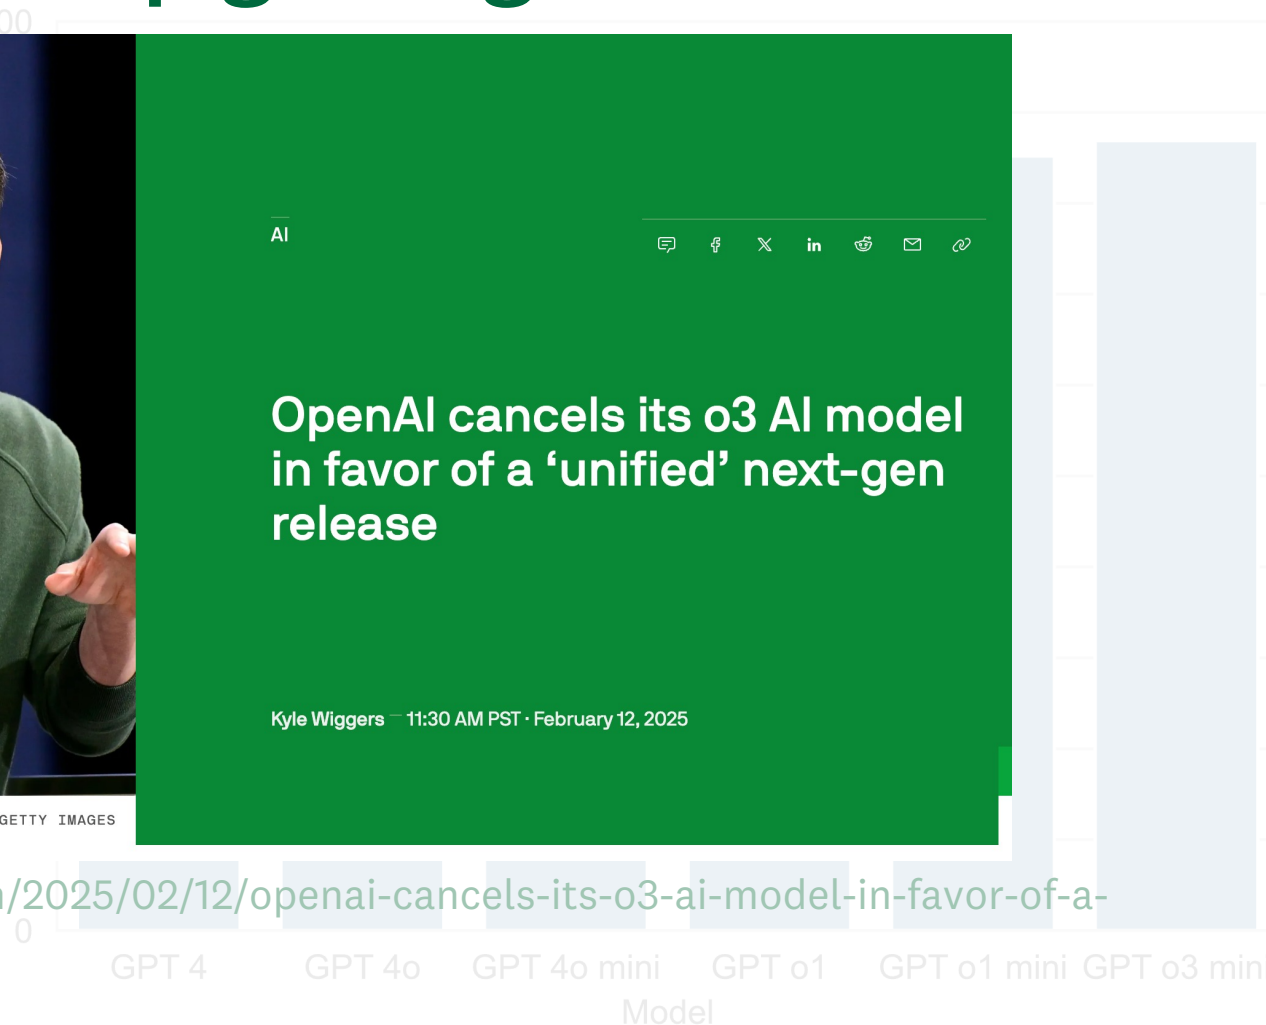 00
AI
OpenAI cancels its o3 AI model
in favor of a ‘unified’ next-gen
release
Kyle Wiggers — 11:30 AM PST · February 12, 2025
GETTY IMAGES
/2025/02/12/openai-cancels-its-o3-ai-model-in-favor-of-a-
0
GPT 4 GPT 4o GPT 4o mini GPT o1 GPT o1 mini GPT o3 min
Model